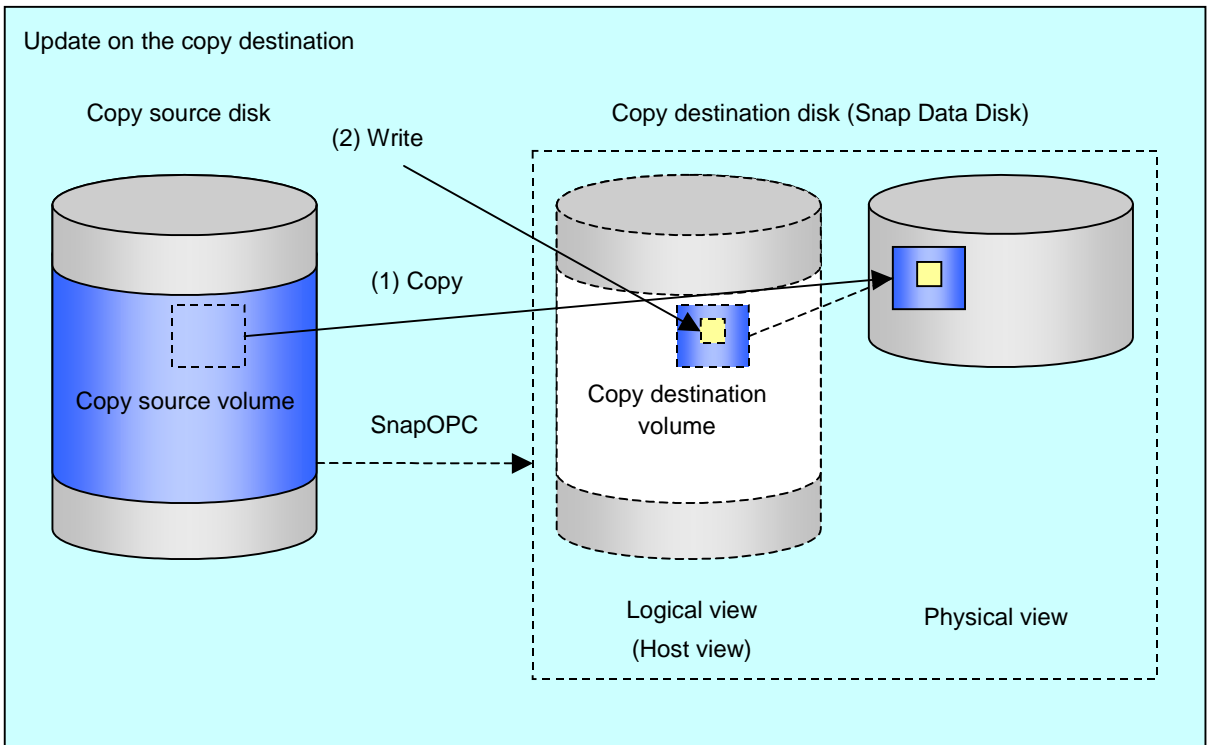 Update on the copy destination
Copy source disk
Copy destination disk (Snap Data Disk)
(2) Write
(1) Copy
Copy source volume
Copy destination
volume
SnapOPC
Logical view
(Host view)
Physical view